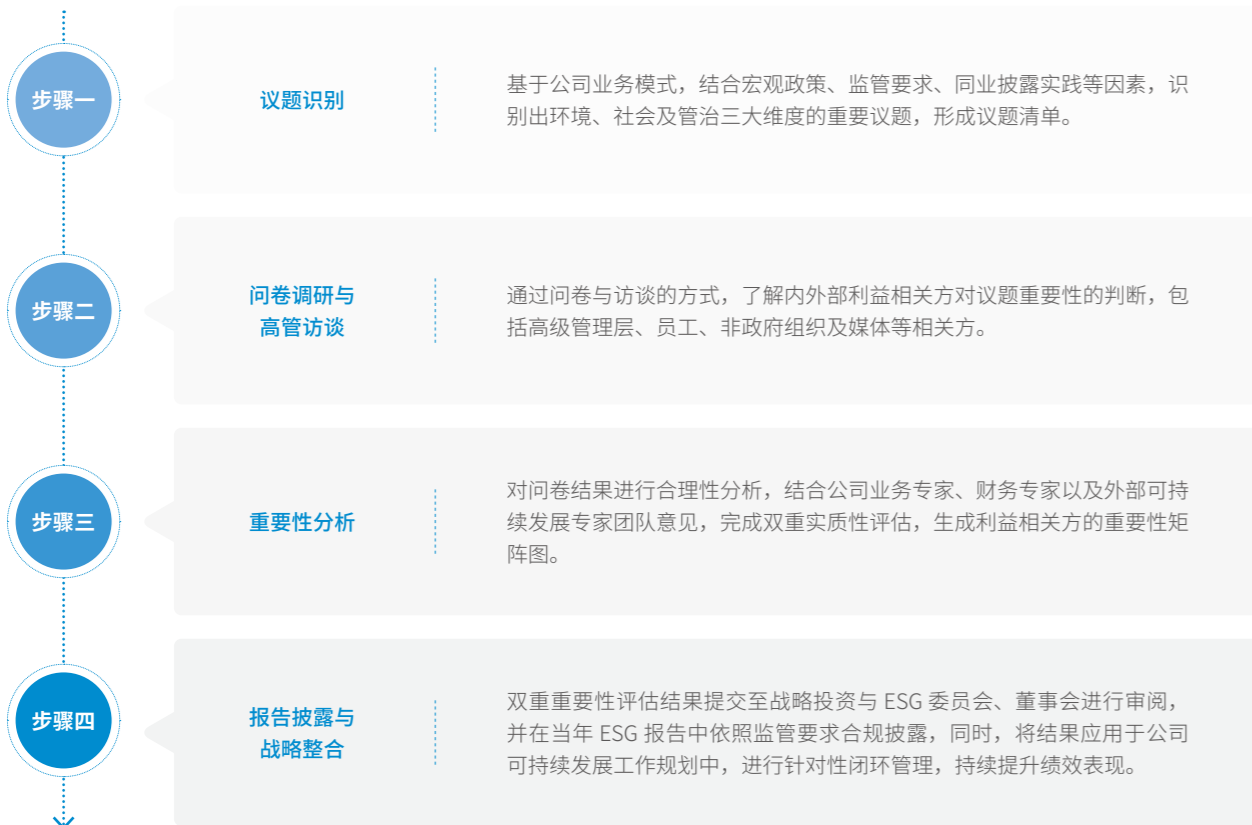 步骤一
议题识别
基于公司业务模式，结合宏观政策、监管要求、同业披露实践等因素，识
别出环境、社会及管治三大维度的重要议题，形成议题清单。
步骤二
问卷调研与
高管访谈
通过问卷与访谈的方式，了解内外部利益相关方对议题重要性的判断，包
括高级管理层、员工、非政府组织及媒体等相关方。
步骤三
重要性分析
对问卷结果进行合理性分析，结合公司业务专家、财务专家以及外部可持
续发展专家团队意见，完成双重实质性评估，生成利益相关方的重要性矩
阵图。
步骤四
报告披露与
战略整合
双重重要性评估结果提交至战略投资与 ESG 委员会、董事会进行审阅，
并在当年 ESG 报告中依照监管要求合规披露，同时，将结果应用于公司
可持续发展工作规划中，进行针对性闭环管理，持续提升绩效表现。